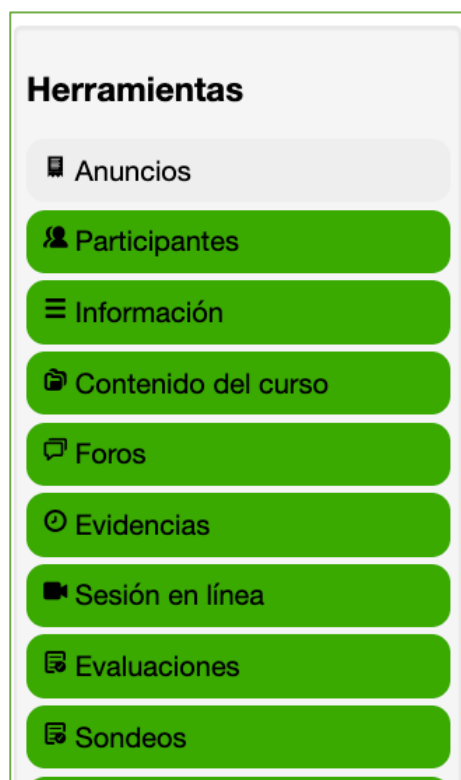 Herramientas
Anuncios
Participantes
Información
Contenido del curso
Foros
Evidencias
Sesión en línea
Evaluaciones
Sondeos